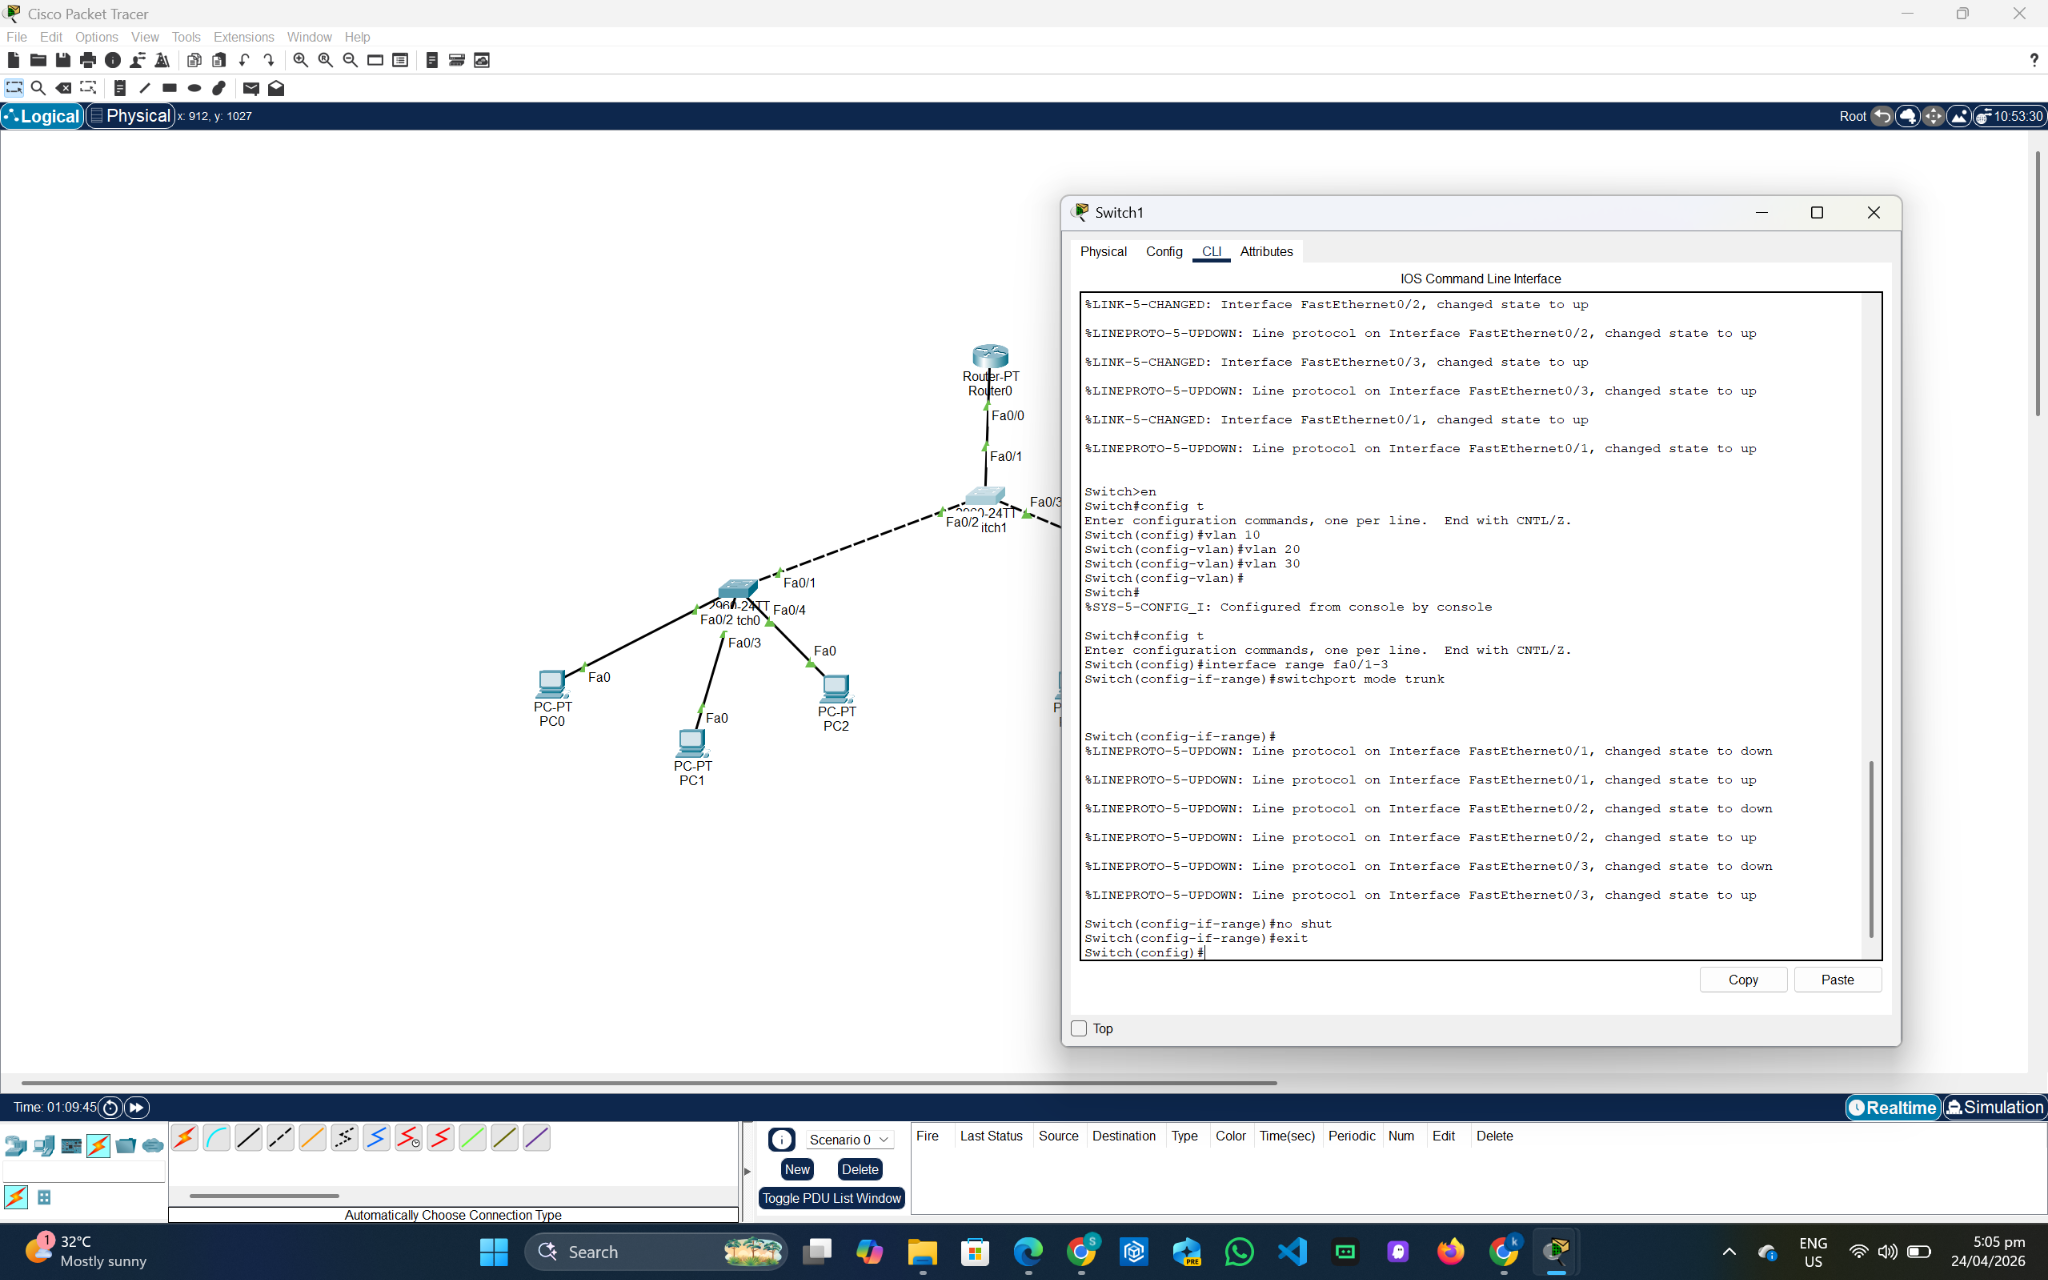 Cisco Packet Tracer
File Edit Options View Tools Extensions Window Help
?
Logical Physical x: 912, y: 1027 Root 10:53:30
Router-PT
Router0
Fa0/0
Fa0/1
Fa0/3
Fa0/2
itch1
Fa0/1
Fa0/4
Fa0/2 tch0
Fa0/3
Fa0
Fa0
PC-PT
PC0
PC-PT
PC2
Fa0
PC-PT
PC1
Switch1
Physical Config CLI Attributes
IOS Command Line Interface
%LINK-5-CHANGED: Interface FastEthernet0/2, changed state to up
%LINEPROTO-5-UPDOWN: Line protocol on Interface FastEthernet0/2, changed state to up
%LINK-5-CHANGED: Interface FastEthernet0/3, changed state to up
%LINEPROTO-5-UPDOWN: Line protocol on Interface FastEthernet0/3, changed state to up
%LINK-5-CHANGED: Interface FastEthernet0/1, changed state to up
%LINEPROTO-5-UPDOWN: Line protocol on Interface FastEthernet0/1, changed state to up
Switch>en
Switch#config t
Enter configuration commands, one per line. End with CNTL/Z.
Switch(config)#vlan 10
Switch(config-vlan)#vlan 20
Switch(config-vlan)#vlan 30
Switch(config-vlan)#
Switch#
%SYS-5-CONFIG_I: Configured from console by console
Switch#config t
Enter configuration commands, one per line. End with CNTL/Z.
Switch(config)#interface range fa0/1-3
Switch(config-if-range)#switchport mode trunk
Switch(config-if-range)#
%LINEPROTO-5-UPDOWN: Line protocol on Interface FastEthernet0/1, changed state to down
%LINEPROTO-5-UPDOWN: Line protocol on Interface FastEthernet0/1, changed state to up
%LINEPROTO-5-UPDOWN: Line protocol on Interface FastEthernet0/2, changed state to down
%LINEPROTO-5-UPDOWN: Line protocol on Interface FastEthernet0/2, changed state to up
%LINEPROTO-5-UPDOWN: Line protocol on Interface FastEthernet0/3, changed state to down
%LINEPROTO-5-UPDOWN: Line protocol on Interface FastEthernet0/3, changed state to up
Switch(config-if-range)#no shut
Switch(config-if-range)#exit
Switch(config)#
Copy Paste
Top
Time: 01:09:45 Realtime Simulation
Scenario 0
New Delete
Toggle PDU List Window
Fire Last Status Source Destination Type Color Time(sec) Periodic Num Edit Delete
Automatically Choose Connection Type
1
32°C
Mostly sunny
Search
S
PRE
k
ENG
US
5:05 pm
24/04/2026